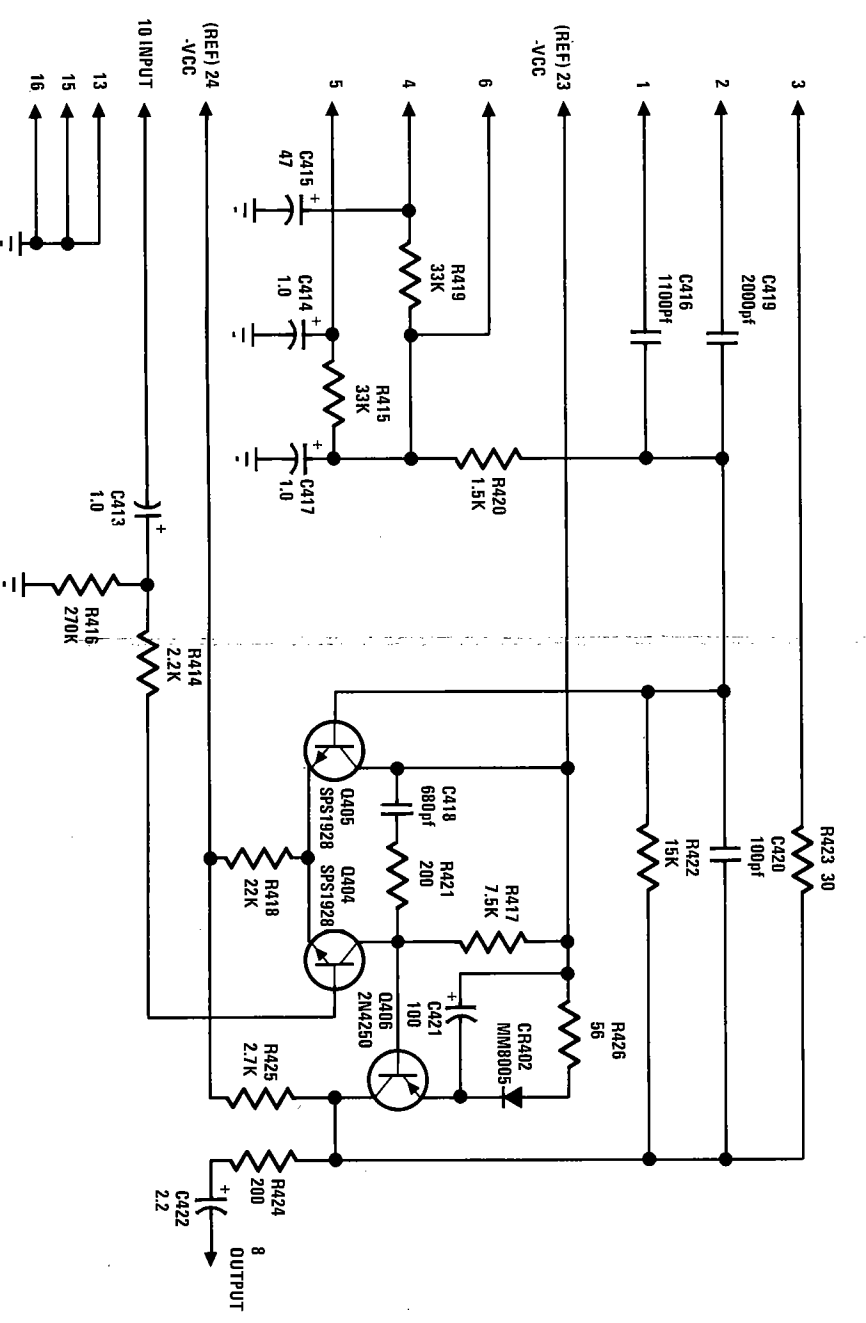 3
2
1
(REF) 23
-VCC
6
4
5
(REF) 24
-VCC
10 INPUT
13
15
16
C419
2000pf
C416
1100Pf
R419
33K
C415
47
C414
1.0
R415
33K
C417
1.0
R420
1.5K
C413
1.0
R416
270K
R414
2.2K
R423 30
C420
100pf
R422
15K
Q405
SPS1928
C418
680pf
R421
200
R417
7.5K
R418
22K
Q404
SPS1928
C421
100
Q406
2N4250
CR402
MM8005
R426
56
R425
2.7K
R424
200
C422
2.2
8
OUTPUT